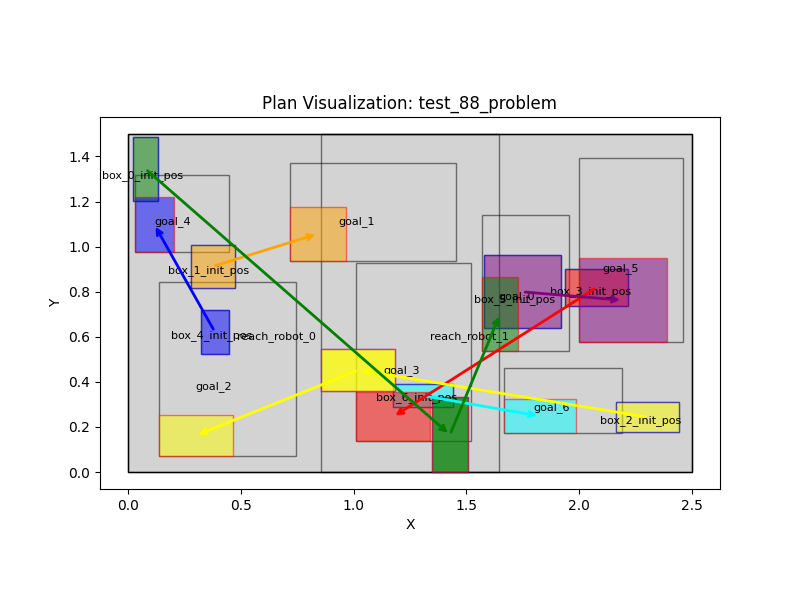 Plan Visualization: test_88_problem
1.4
1.2
1.0
0.8
0.6
0.4
0.2
0.0
Y
box_0_init_pos
goal_4
goal_1
box_1_init_pos
goal_5
box_3_init_pos
goal_0
box_5_init_pos
box_4_init_pos
reach_robot_0
reach_robot_1
goal_3
goal_2
box_6_init_pos
goal_6
box_2_init_pos
0.0
0.5
1.0
1.5
2.0
2.5
X